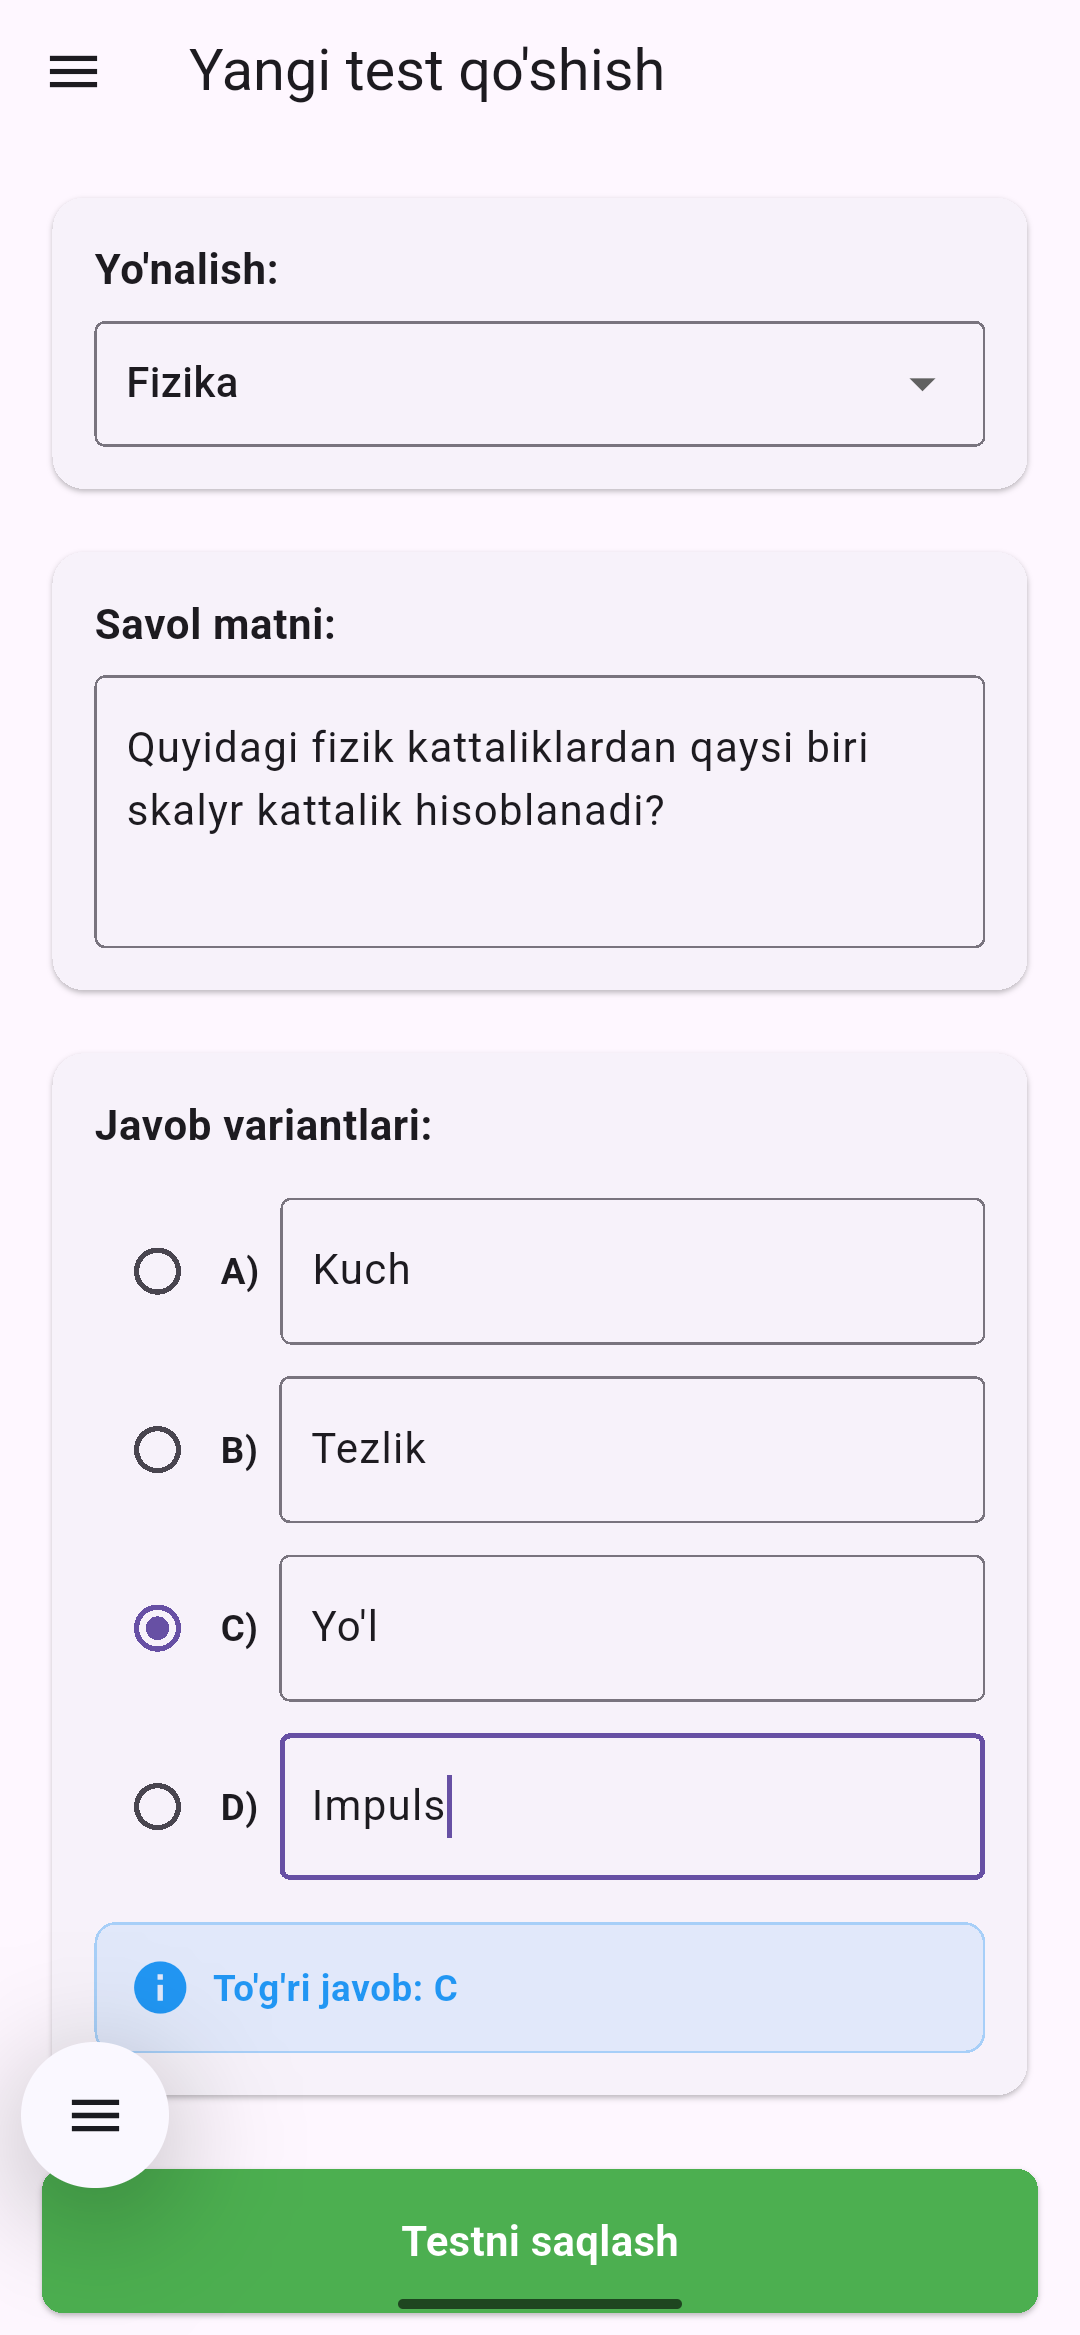 Yangi test qo'shish
Yo'nalish:
Fizika
Savol matni:
Quyidagi fizik kattaliklardan qaysi biri
skalyr kattalik hisoblanadi?
Javob variantlari:
A) Kuch
B) Tezlik
C) Yo'l
D) Impuls
To'g'ri javob: C
Testni saqlash